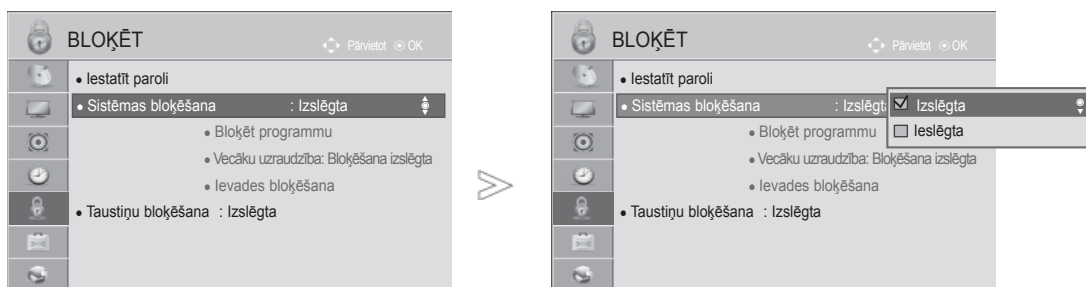 BLOĶĒT
Pārvietot OK
• Iestatīt paroli
• Sistēmas bloķēšana : Izslēgta
• Bloķēt programmu
• Vecāku uzraudzība: Bloķēšana izslēgta
• Ievades bloķēšana
• Taustiņu bloķēšana : Izslēgta
BLOĶĒT
Pārvietot OK
• Iestatīt paroli
• Sistēmas bloķēšana : Izslēgta
Izslēgta
Ieslēgta
• Bloķēt programmu
• Vecāku uzraudzība: Bloķēšana izslēgta
• Ievades bloķēšana
• Taustiņu bloķēšana : Izslēgta